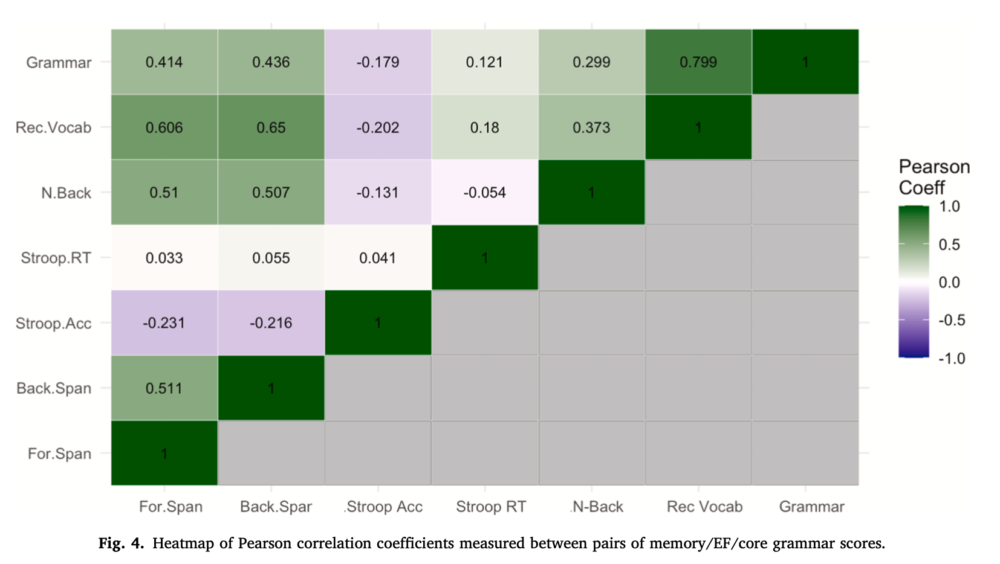 Grammar 0.414 0.436 -0.179 0.121 0.299 0.799 1
Rec.Vocab 0.606 0.65 -0.202 0.18 0.373 1
N.Back 0.51 0.507 -0.131 -0.054 1
Stroop.RT 0.033 0.055 0.041 1
Stroop.Acc -0.231 -0.216 1
Back.Span 0.511 1
For.Span 1
For.Span Back.Spar .Stroop Acc Stroop RT .N-Back Rec Vocab Grammar
Pearson
Coeff
1.0
0.5
0.0
-0.5
-1.0
Fig. 4. Heatmap of Pearson correlation coefficients measured between pairs of memory/EF/core grammar scores.